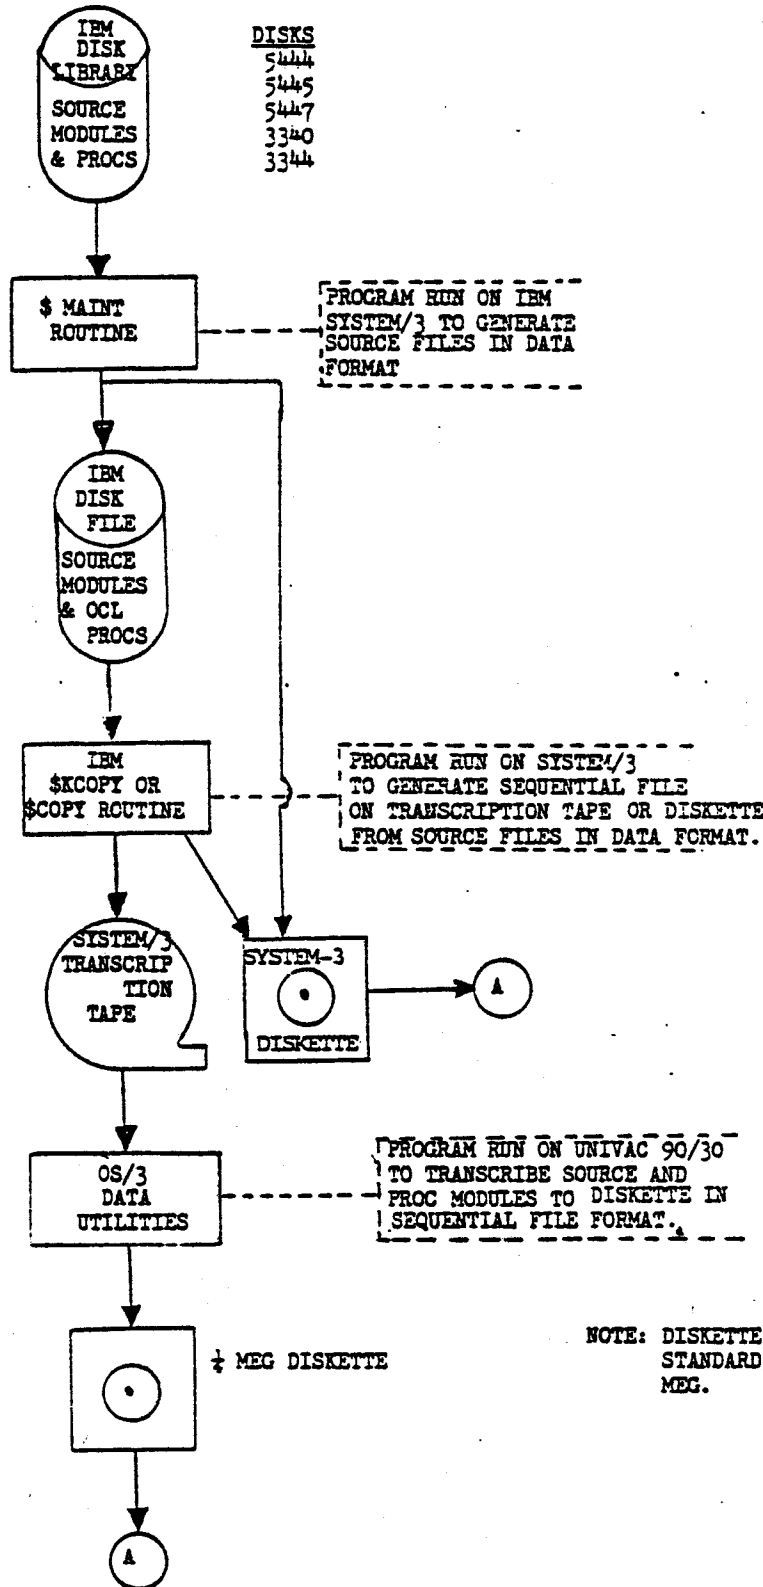 IBM
DISK
LIBRARY
SOURCE
MODULES
& PROCS
DISKS
5444
5445
5447
3340
3344
$ MAINT
ROUTINE
PROGRAM RUN ON IBM
SYSTEM/3 TO GENERATE
SOURCE FILES IN DATA
FORMAT
IBM
DISK
FILE
SOURCE
MODULES
& OCL
PROCS
IBM
$KCOPY OR
$COPY ROUTINE
PROGRAM RUN ON SYSTEM/3
TO GENERATE SEQUENTIAL FILE
ON TRANSCRIPTION TAPE OR DISKETTE
FROM SOURCE FILES IN DATA FORMAT.
SYSTEM/3
TRANSCRIP
TION
TAPE
SYSTEM-3
DISKETTE
A
OS/3
DATA
UTILITIES
PROGRAM RUN ON UNIVAC 90/30
TO TRANSCRIBE SOURCE AND
PROC MODULES TO DISKETTE IN
SEQUENTIAL FILE FORMAT.
MEG DISKETTE
NOTE: DISKETTE
STANDARD
MEG.
A